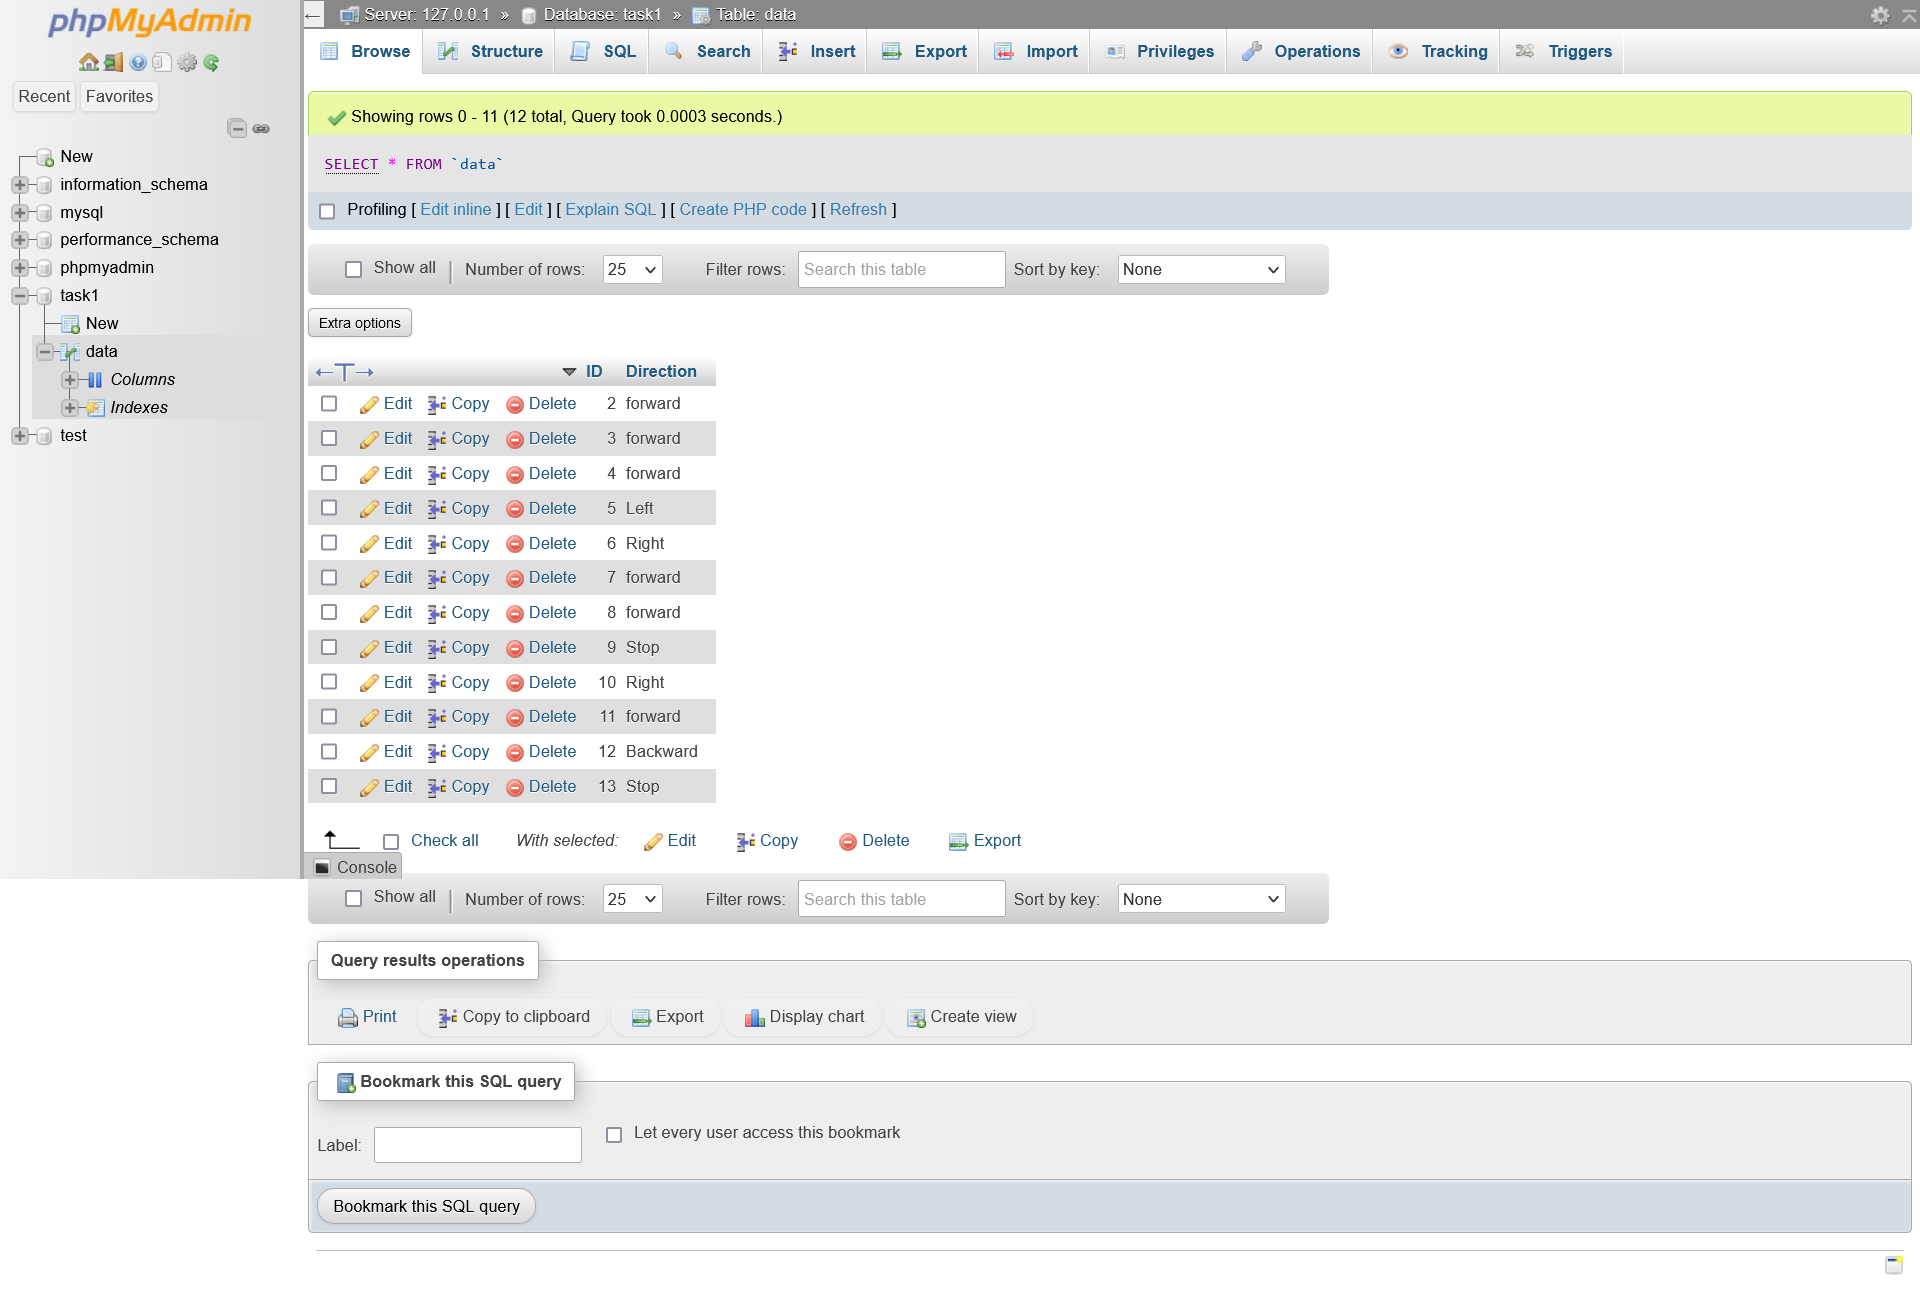 phpMyAdmin
Recent Favorites
New
information_schema
mysql
performance_schema
phpmyadmin
task1
New
data
Columns
Indexes
test
← Server: 127.0.0.1 » Database: task1 » Table: data
Browse Structure SQL Search Insert Export Import Privileges Operations Tracking Triggers
Showing rows 0 - 11 (12 total, Query took 0.0003 seconds.)
SELECT * FROM `data`
Profiling [ Edit inline ] [ Edit ] [ Explain SQL ] [ Create PHP code ] [ Refresh ]
Show all | Number of rows: 25 Filter rows: Search this table Sort by key: None
Extra options
←T→ ID Direction
Edit Copy Delete 2 forward
Edit Copy Delete 3 forward
Edit Copy Delete 4 forward
Edit Copy Delete 5 Left
Edit Copy Delete 6 Right
Edit Copy Delete 7 forward
Edit Copy Delete 8 forward
Edit Copy Delete 9 Stop
Edit Copy Delete 10 Right
Edit Copy Delete 11 forward
Edit Copy Delete 12 Backward
Edit Copy Delete 13 Stop
Check all With selected: Edit Copy Delete Export
Console
Show all | Number of rows: 25 Filter rows: Search this table Sort by key: None
Query results operations
Print Copy to clipboard Export Display chart Create view
Bookmark this SQL query
Label: Let every user access this bookmark
Bookmark this SQL query